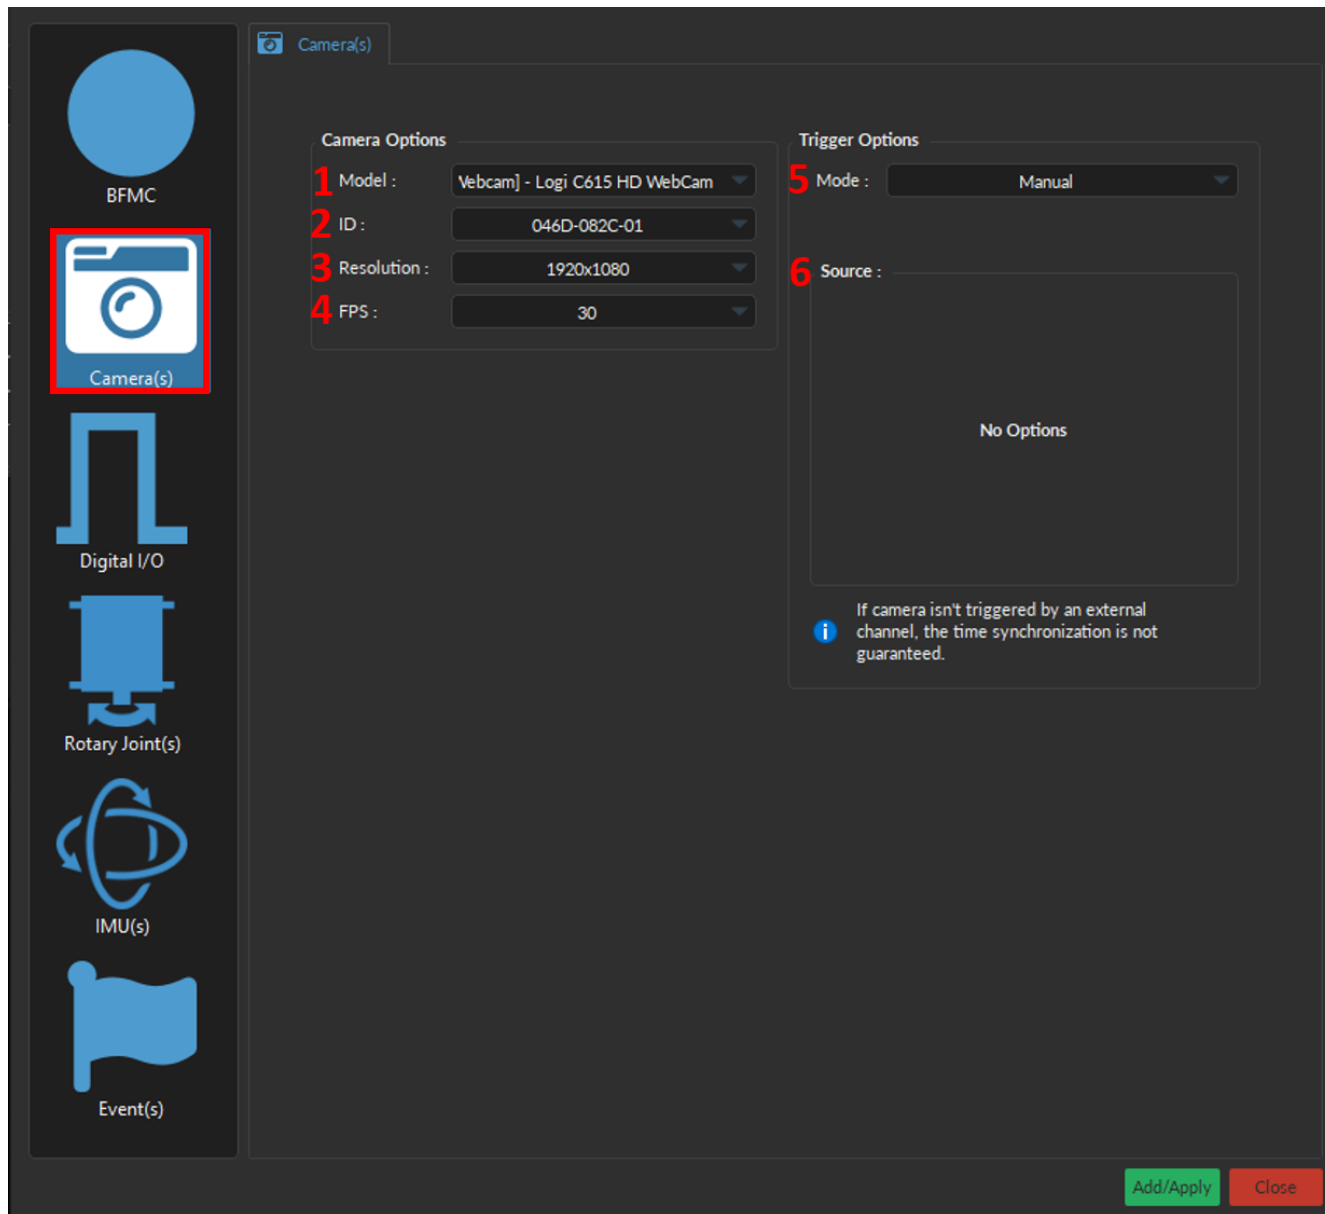 Camera(s)
BFMC
Camera(s)
Digital I/O
Rotary Joint(s)
IMU(s)
Event(s)
Camera Options
1 Model : Webcam] - Logi C615 HD WebCam
2 ID : 046D-082C-01
3 Resolution : 1920x1080
4 FPS : 30
Trigger Options
5 Mode : Manual
6 Source :
No Options
If camera isn't triggered by an external
channel, the time synchronization is not
guaranteed.
Add/Apply Close